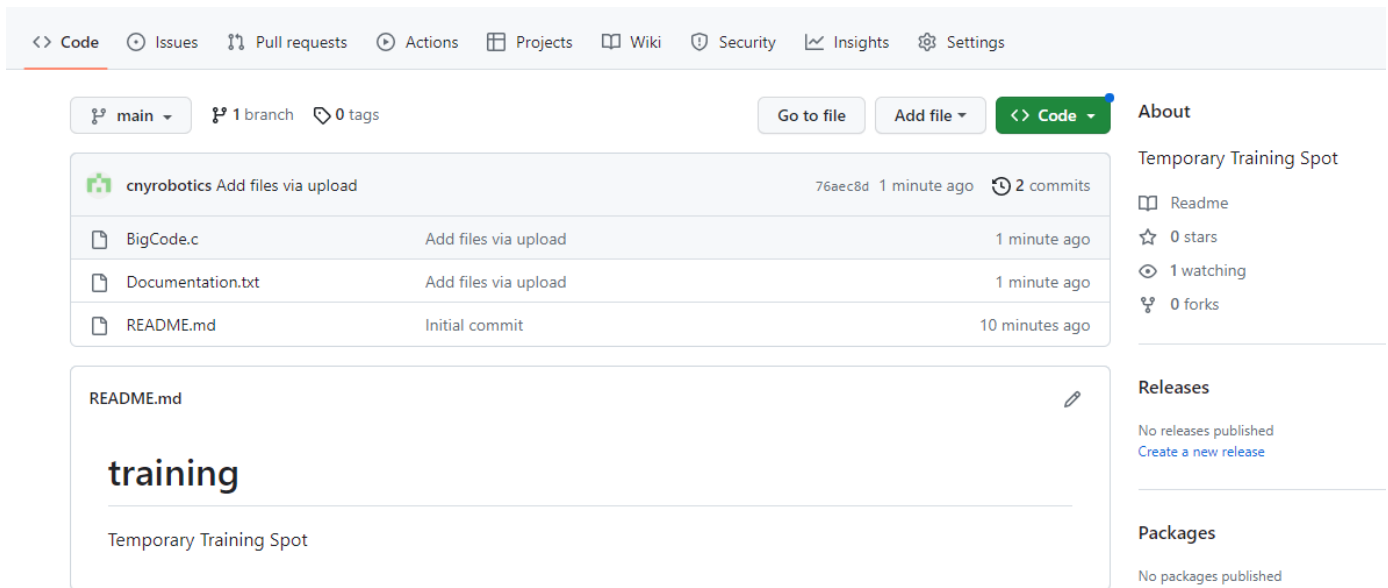 Code Issues Pull requests Actions Projects Wiki Security Insights Settings
main 1 branch 0 tags Go to file Add file Code
cnyrobotics Add files via upload 76aec8d 1 minute ago 2 commits
BigCode.c Add files via upload 1 minute ago
Documentation.txt Add files via upload 1 minute ago
README.md Initial commit 10 minutes ago
README.md
training
Temporary Training Spot
About
Temporary Training Spot
Readme
0 stars
1 watching
0 forks
Releases
No releases published
Create a new release
Packages
No packages published